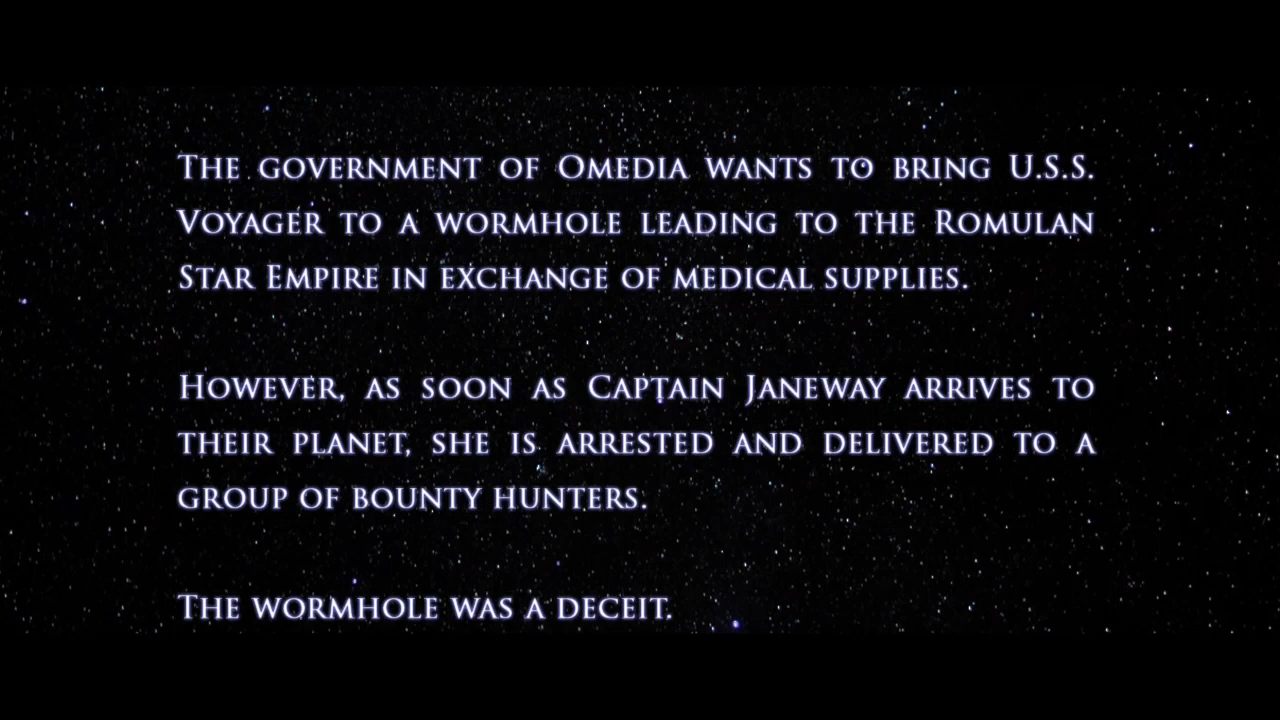 The government of Omedia wants to bring U.S.S.
Voyager to a wormhole leading to the Romulan
Star Empire in exchange of medical supplies.
However, as soon as Captain Janeway arrives to
their planet, she is arrested and delivered to a
group of bounty hunters.
The wormhole was a deceit.